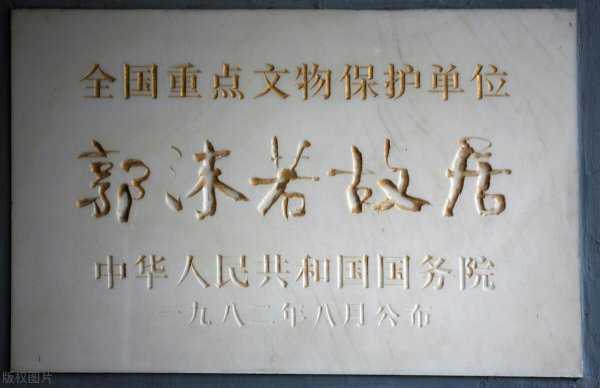 全国重点文物保护单位
郭沫若故居
中华人民共和国国务院
一九八二年八月公布
版权图片